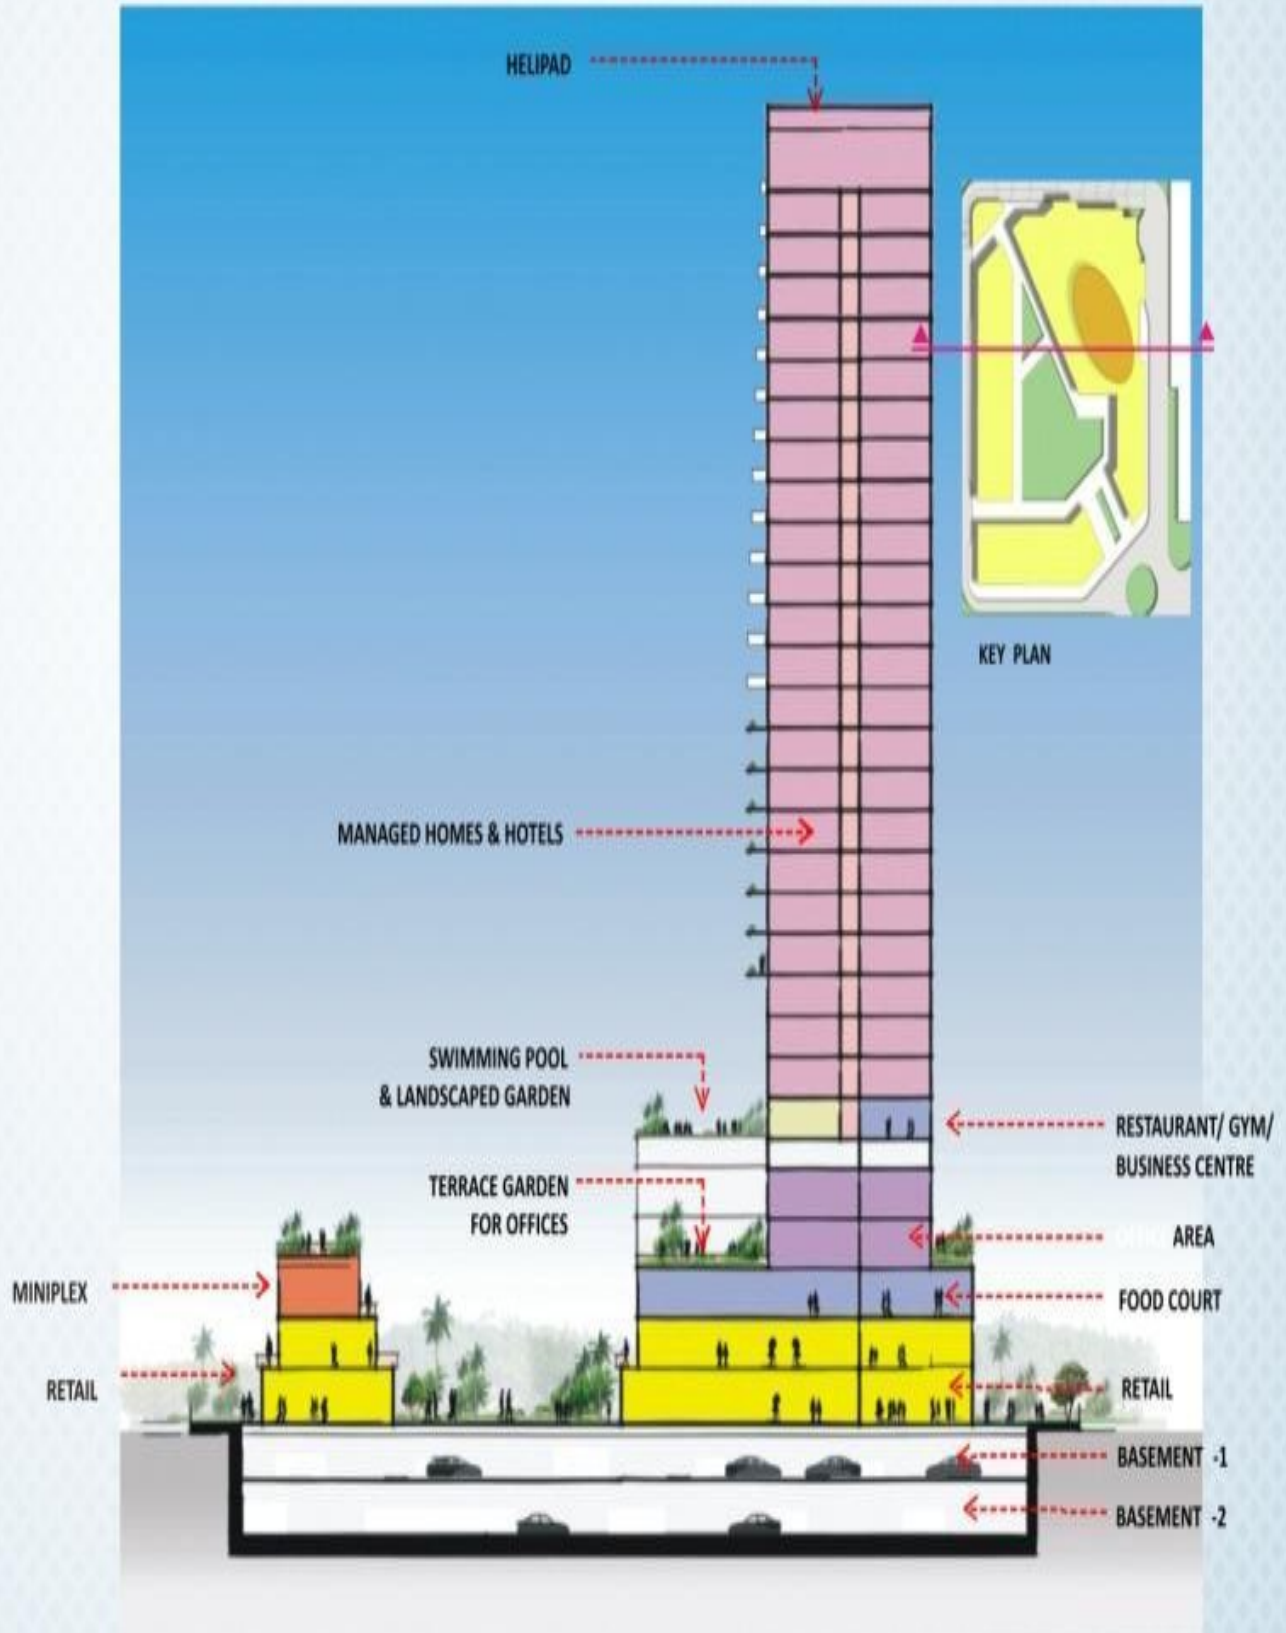 HELIPAD
KEY PLAN
MANAGED HOMES & HOTELS
SWIMMING POOL
& LANDSCAPED GARDEN
RESTAURANT/ GYM/
BUSINESS CENTRE
TERRACE GARDEN
FOR OFFICES
AREA
MINIPLEX
FOOD COURT
RETAIL
RETAIL
BASEMENT -1
BASEMENT -2